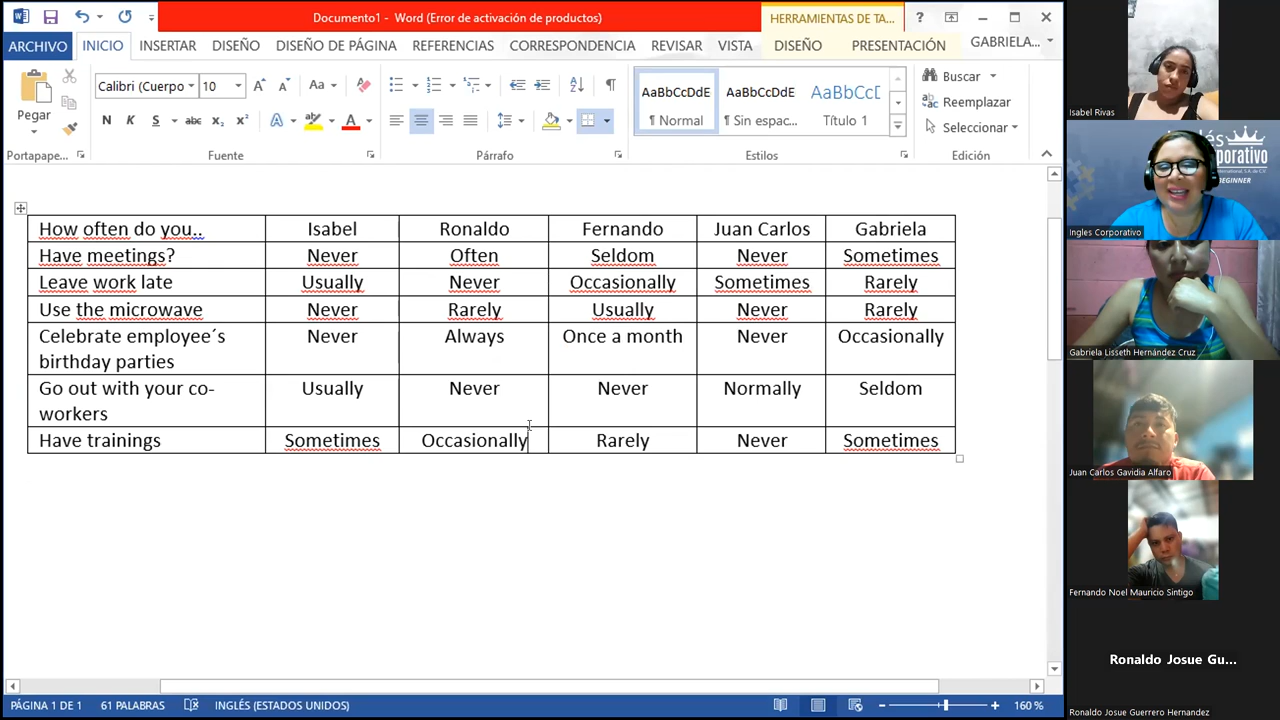 Documento1 - Word (Error de activación de productos)
HERRAMIENTAS DE TA...
ARCHIVO INICIO INSERTAR DISEÑO DISEÑO DE PÁGINA REFERENCIAS CORRESPONDENCIA REVISAR VISTA DISEÑO PRESENTACIÓN GABRIELA...
Pegar
Calibri (Cuerpo 10
Aa
N K S abc x₂ x² A A
AaBbCcDdE AaBbCcDdE AaBbCcD
¶ Normal ¶ Sin espac... Título 1
Buscar
Reemplazar
Seleccionar
Portapape... Fuente Párrafo Estilos Edición
How often do you.. Isabel Ronaldo Fernando Juan Carlos Gabriela
Have meetings? Never Often Seldom Never Sometimes
Leave work late Usually Never Occasionally Sometimes Rarely
Use the microwave Never Rarely Usually Never Rarely
Celebrate employee´s Never Always Once a month Never Occasionally
birthday parties
Go out with your co- Usually Never Never Normally Seldom
workers
Have trainings Sometimes Occasionally Rarely Never Sometimes
PÁGINA 1 DE 1 61 PALABRAS INGLÉS (ESTADOS UNIDOS) 160 %
Isabel Rivas
BEGINNER
Ingles Corporativo
Gabriela Lisseth Hernández Cruz
Juan Carlos Gavidia Alfaro
Fernando Noel Mauricio Sintigo
Ronaldo Josue Gu...
Ronaldo Josue Guerrero Hernandez